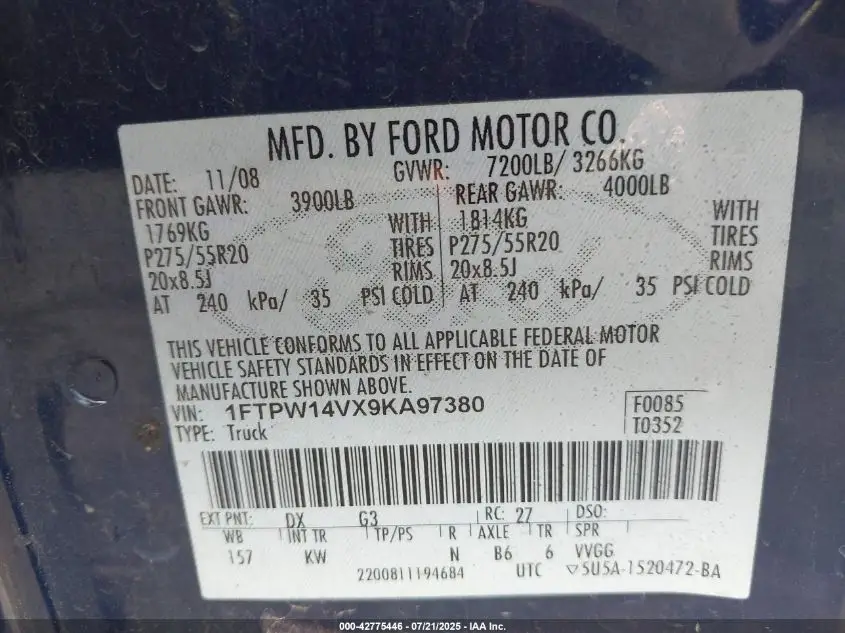 MFD. BY FORD MOTOR CO.
DATE: 11/08 GVWR: 7200LB/ 3266KG
FRONT GAWR: 3900LB REAR GAWR: 4000LB
1769KG WITH 1814KG WITH
P275/55R20 TIRES P275/55R20 TIRES
20x8.5J RIMS 20x8.5J RIMS
AT 240 kPa/ 35 PSI COLD AT 240 kPa/ 35 PSI COLD
THIS VEHICLE CONFORMS TO ALL APPLICABLE FEDERAL MOTOR
VEHICLE SAFETY STANDARDS IN EFFECT ON THE DATE OF
MANUFACTURE SHOWN ABOVE.
VIN: 1FTPW14VX9KA97380 F0085
TYPE: Truck T0352
EXT PNT: DX G3 RC: 27 DSO:
WB INT TR TP/PS R AXLE TR SPR
157 KW N B6 6 VVGG
2200811194684 UTC ▽5U5A-1520472-BA
000-42775446 - 07/21/2025 - IAA Inc.